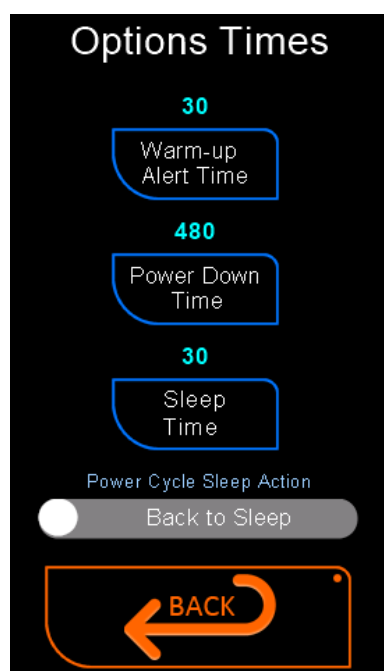 Options Times
30
Warm-up
Alert Time
480
Power Down
Time
30
Sleep
Time
Power Cycle Sleep Action
Back to Sleep
BACK